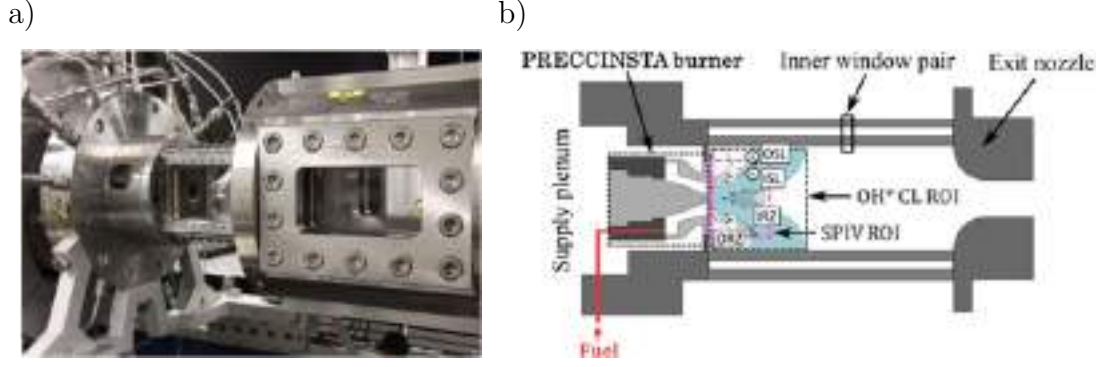 a)
b)
PRECCINSTA burner
Inner window pair
Exit nozzle
Supply plenum
OSL
ISL
IRZ
ORZ
OH* CL ROI
SPIV ROI
Fuel